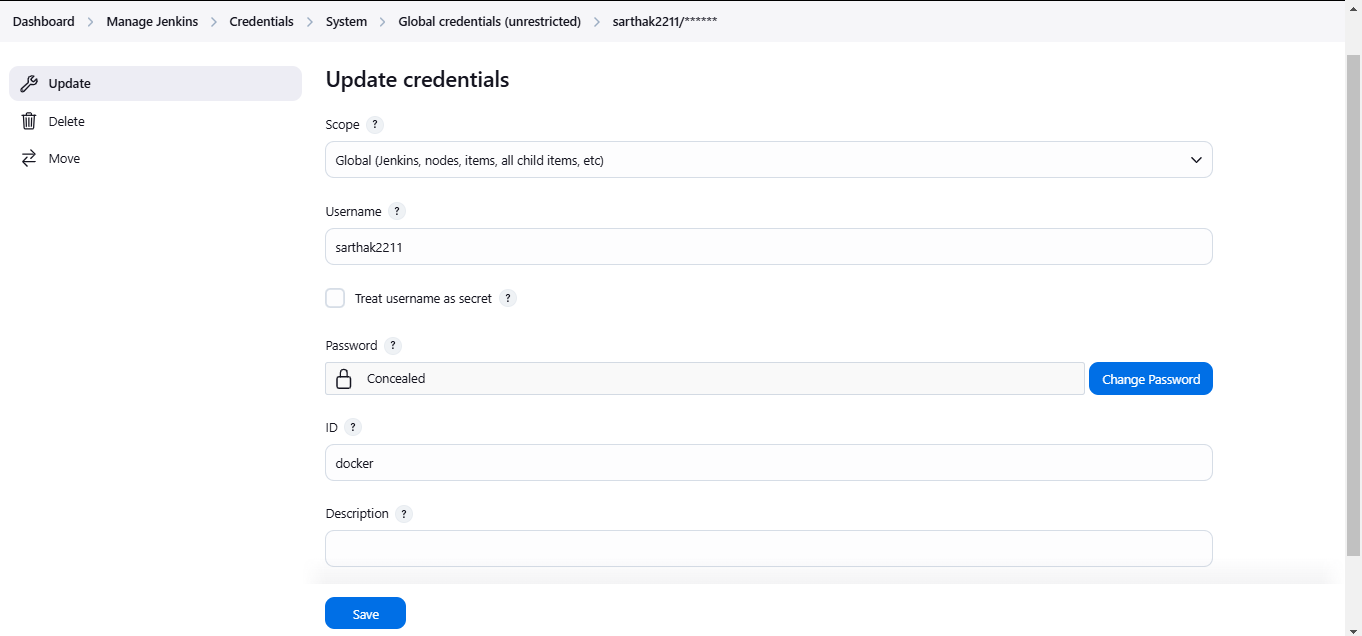 Dashboard > Manage Jenkins > Credentials > System > Global credentials (unrestricted) > sarthak2211/******
Update
Delete
Move
Update credentials
Scope ?
Global (Jenkins, nodes, items, all child items, etc)
Username ?
sarthak2211
Treat username as secret ?
Password ?
Concealed
Change Password
ID ?
docker
Description ?
Save